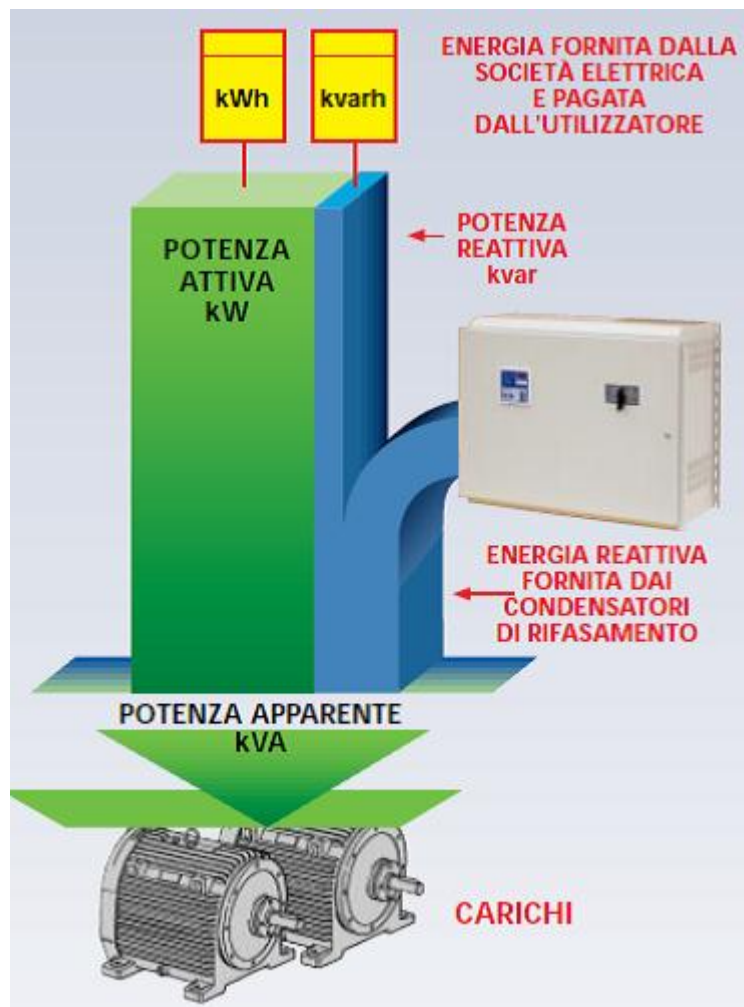 kWh
kvarh
ENERGIA FORNITA DALLA
SOCIETÀ ELETTRICA
E PAGATA
DALL'UTILIZZATORE
POTENZA
ATTIVA
kW
POTENZA
REATTIVA
kvar
ENERGIA REATTIVA
FORNITA DAI
CONDENSATORI
DI RIFASAMENTO
POTENZA APPARENTE
kVA
CARICHI